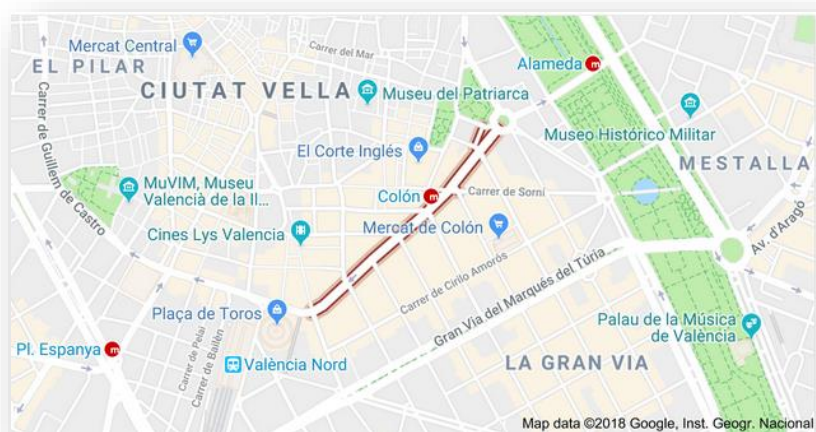 Mercat Central
Carrer del Mar
Alameda
EL PILAR
CIUTAT VELLA
Museu del Patriarca
Museo Histórico Militar
El Corte Inglés
MESTALLA
Carrer de Guillem de Castro
MuVIM, Museu
Valencià de la Il...
Colón
Carrer de Sorní
Mercat de Colón
Cines Lys Valencia
Av. d'Aragó
Carrer de Cirilo Amorós
Gran Via del Marqués del Túria
Plaça de Toros
Palau de la Música
de València
Pl. Espanya
Carrer de Pelai
Carrer de Bailèn
València Nord
LA GRAN VIA
Map data ©2018 Google, Inst. Geogr. Nacional